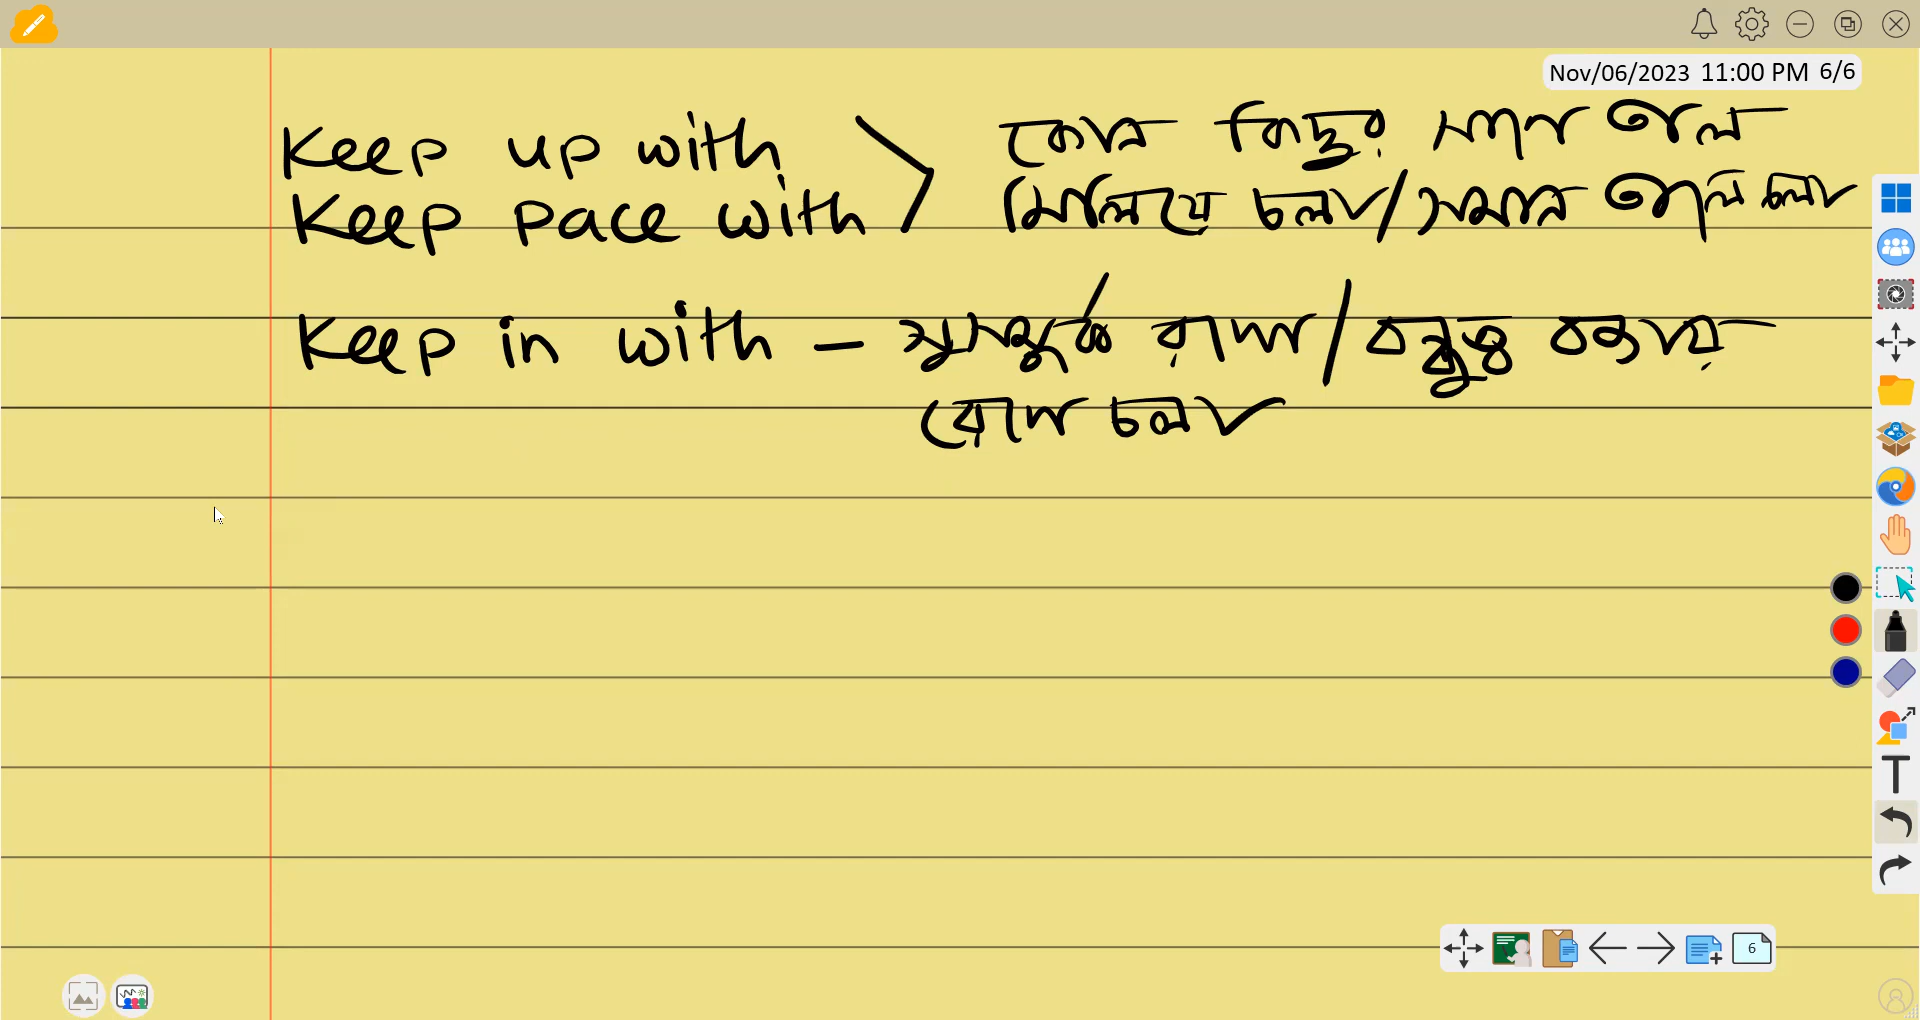 Nov/06/2023 11:00 PM 6/6
Keep up with কোন কিছুর সাথে তাল
Keep pace with মিলিয়ে চলা/সমান তালে চলা
Keep in with – সুসম্পর্ক রাখা/বন্ধুত্ব বজায়
রেখে চলা
T
6